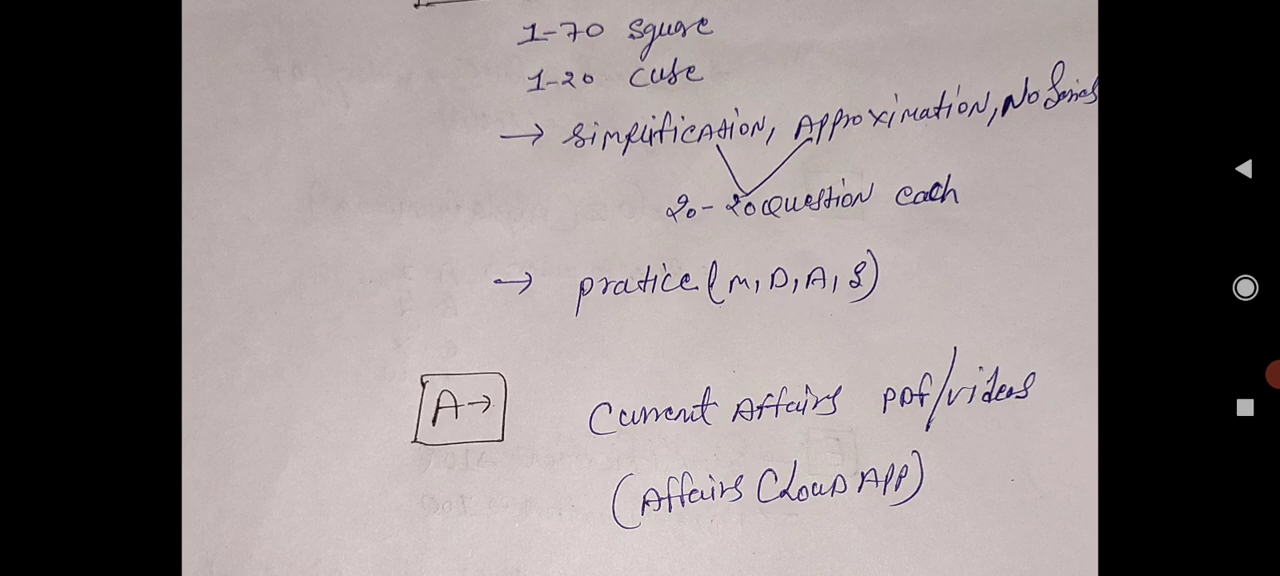 1-70 square
1-20 cube
→ simplification, Approximation, No Series
20-20 question each
→ pratice (M, D, A, S)
A→ Current Affairs PDF/videos
(Affairs Cloud App)